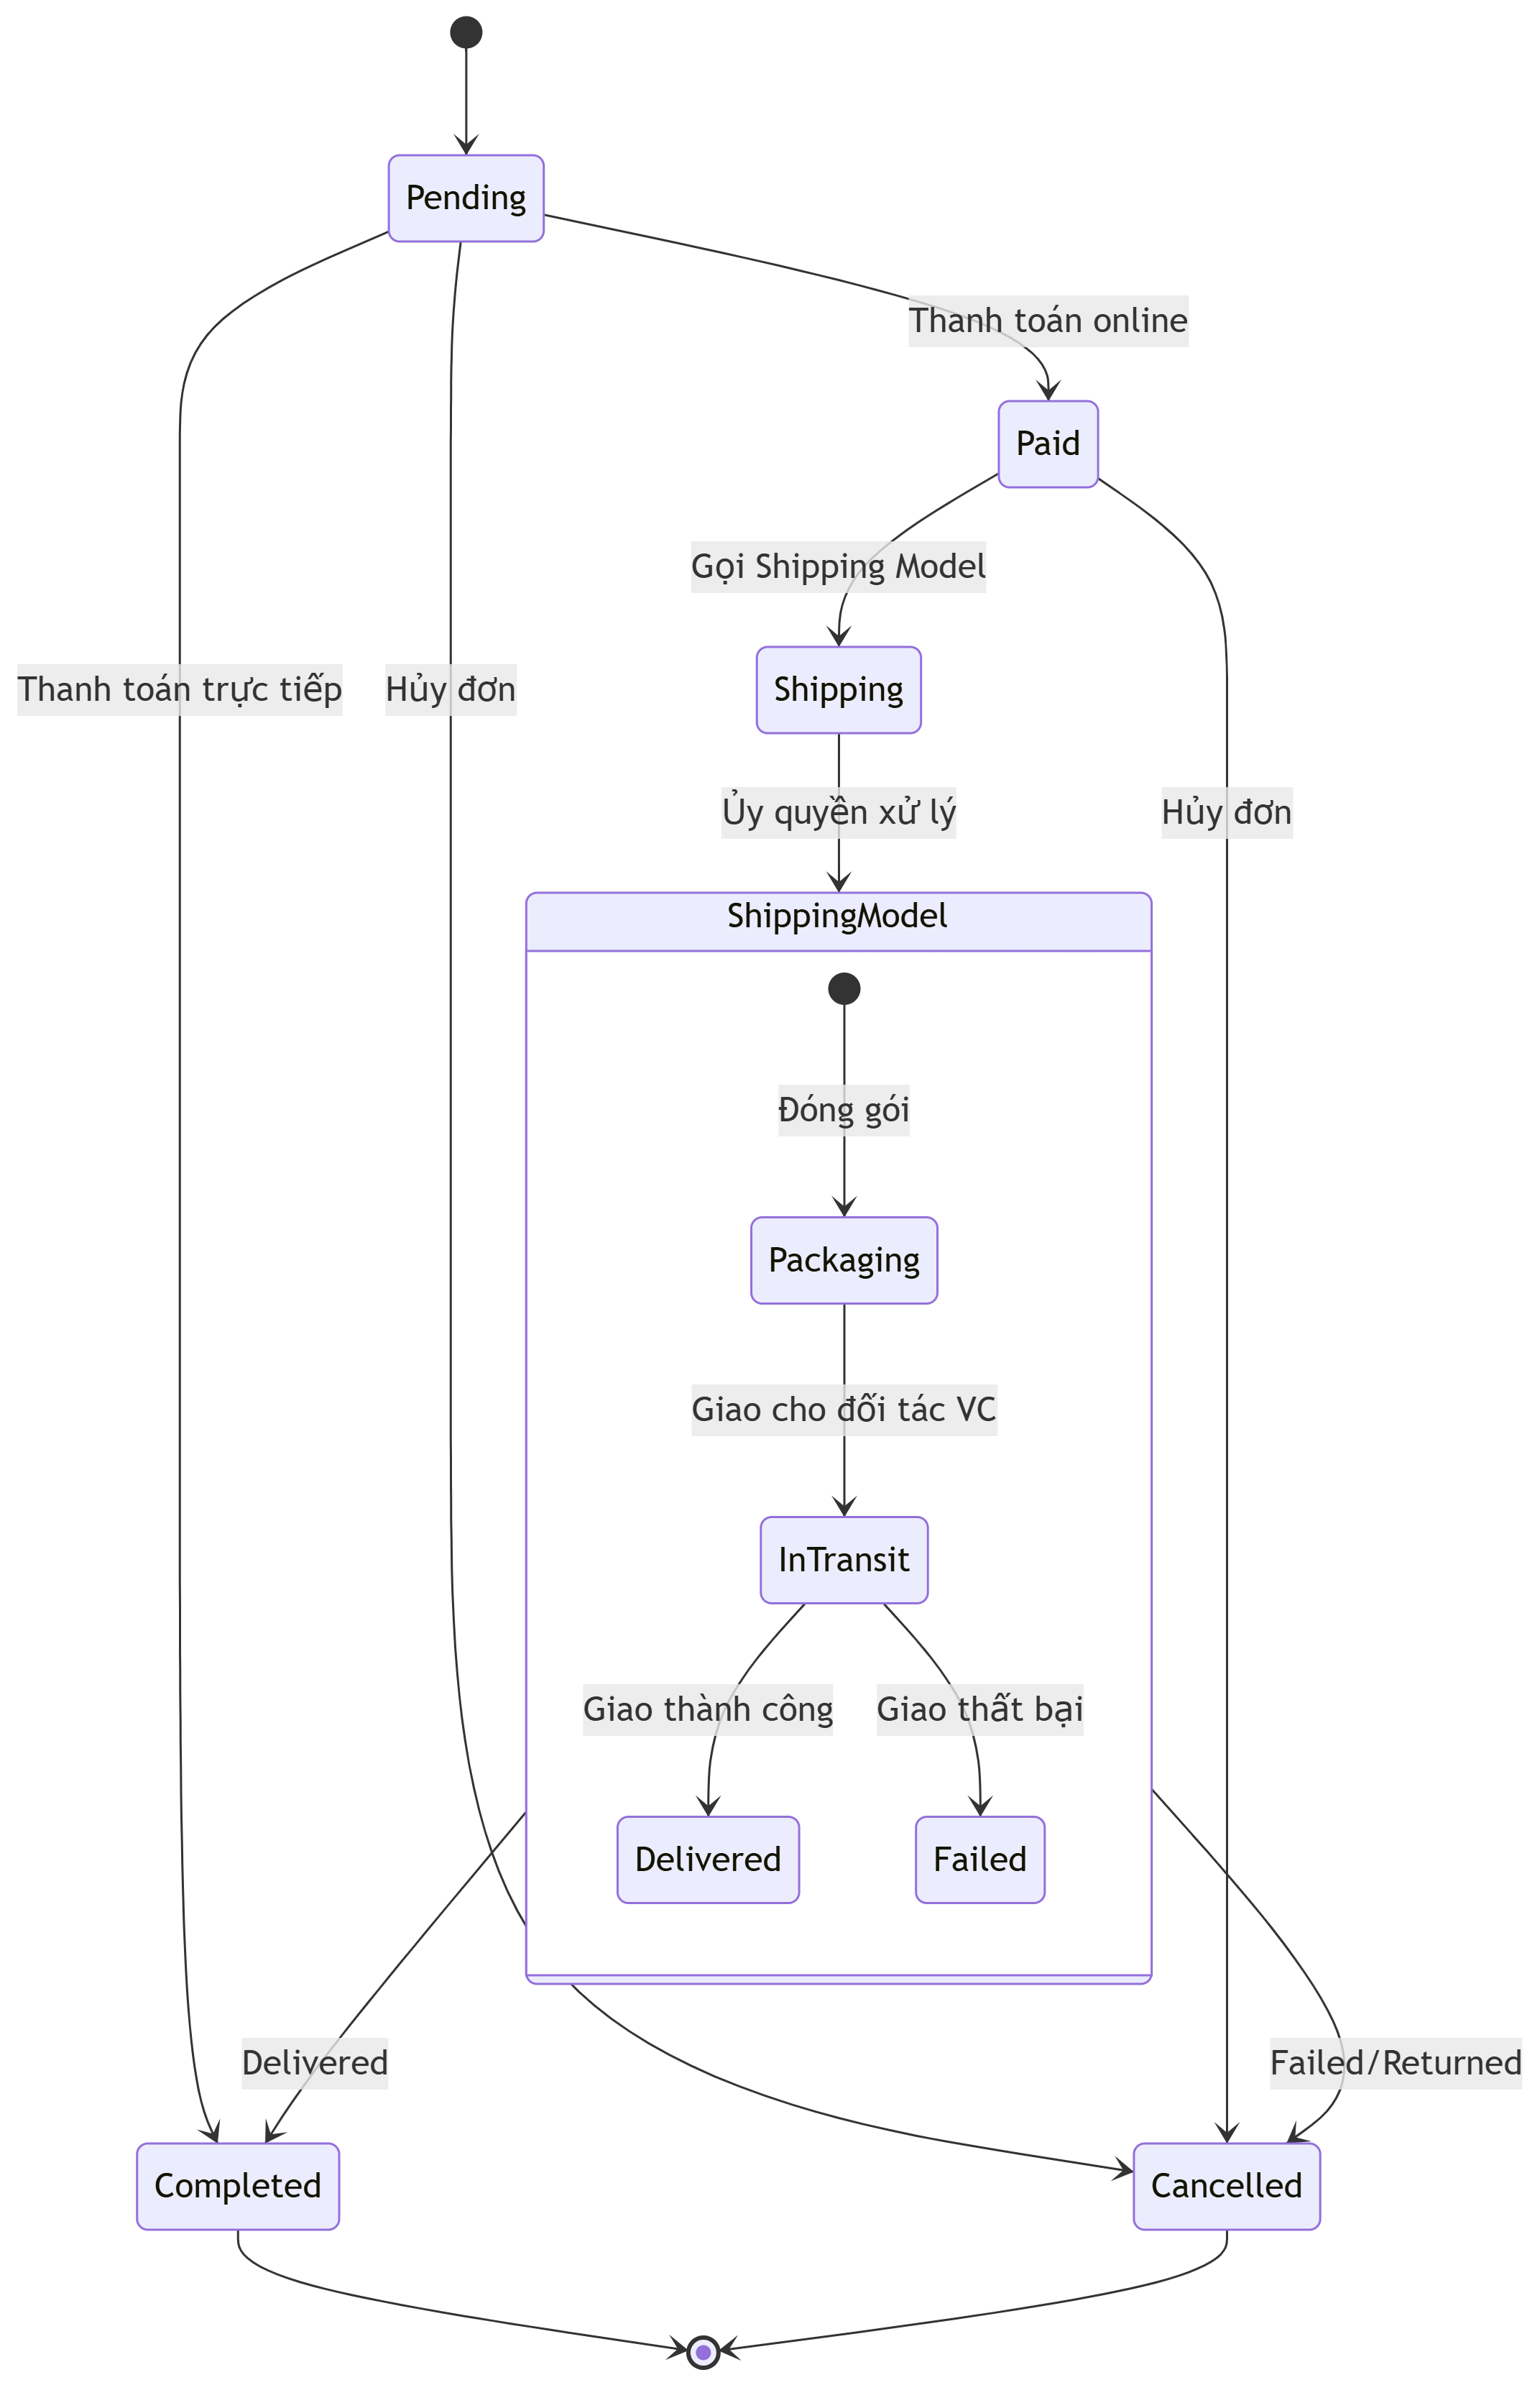 Pending
Thanh toán online
Paid
Gọi Shipping Model
Thanh toán trực tiếp
Hủy đơn
Shipping
Ủy quyền xử lý
Hủy đơn
ShippingModel
Đóng gói
Packaging
Giao cho đối tác VC
InTransit
Giao thành công
Giao thất bại
Delivered
Failed
Delivered
Failed/Returned
Completed
Cancelled